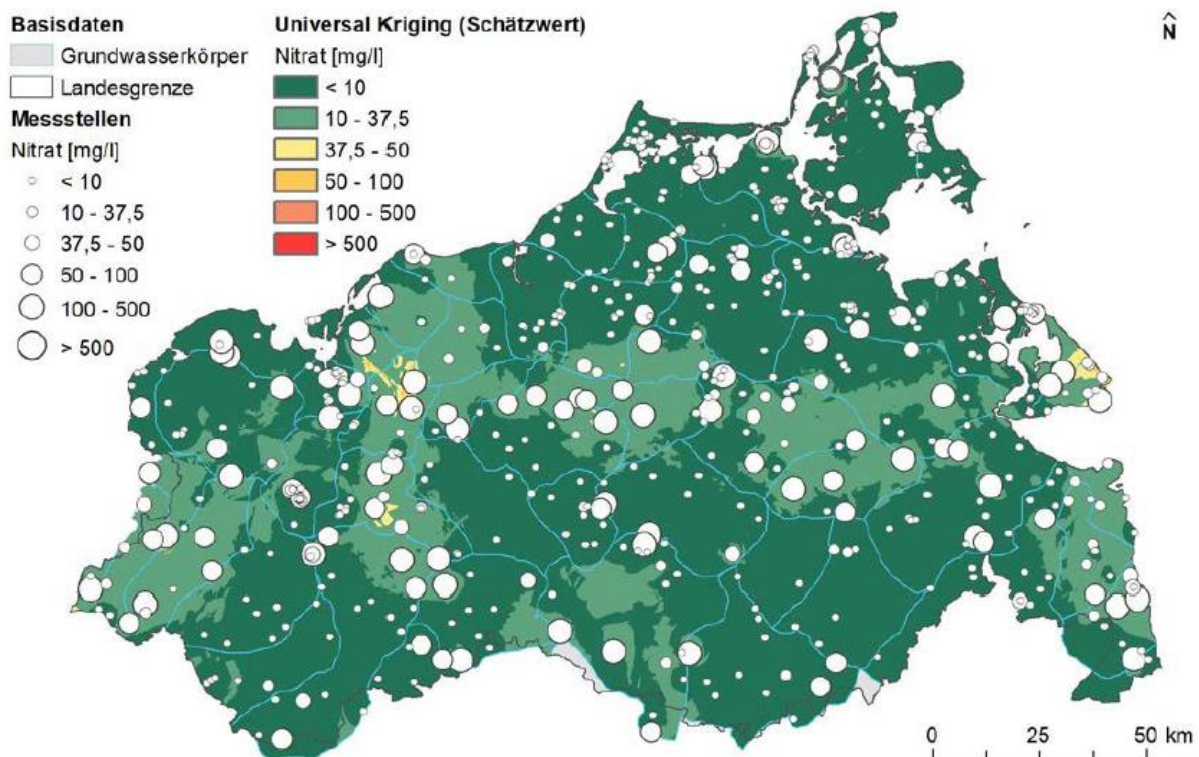 Basisdaten
Grundwasserkörper
Landesgrenze
Messstellen
Nitrat [mg/l]
< 10
10 - 37,5
37,5 - 50
50 - 100
100 - 500
> 500
Universal Kriging (Schätzwert)
Nitrat [mg/l]
< 10
10 - 37,5
37,5 - 50
50 - 100
100 - 500
> 500
N
0 25 50 km